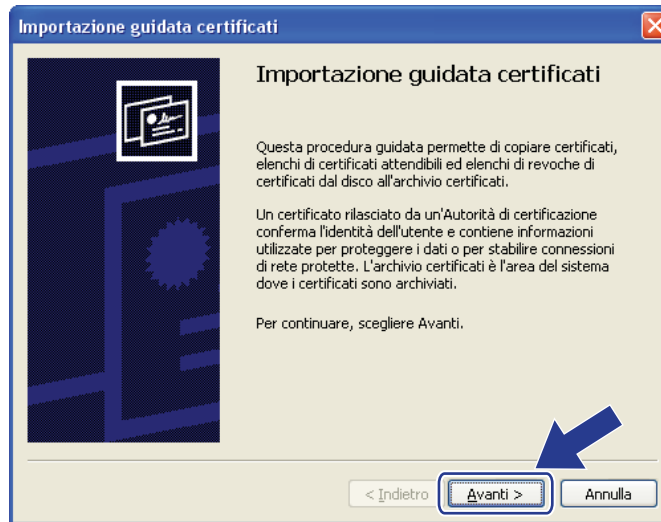 Importazione guidata certificati
Importazione guidata certificati
Questa procedura guidata permette di copiare certificati,
elenchi di certificati attendibili ed elenchi di revoche di
certificati dal disco all'archivio certificati.
Un certificato rilasciato da un'Autorità di certificazione
conferma l'identità dell'utente e contiene informazioni
utilizzate per proteggere i dati o per stabilire connessioni
di rete protette. L'archivio certificati è l'area del sistema
dove i certificati sono archiviati.
Per continuare, scegliere Avanti.
< Indietro Avanti > Annulla